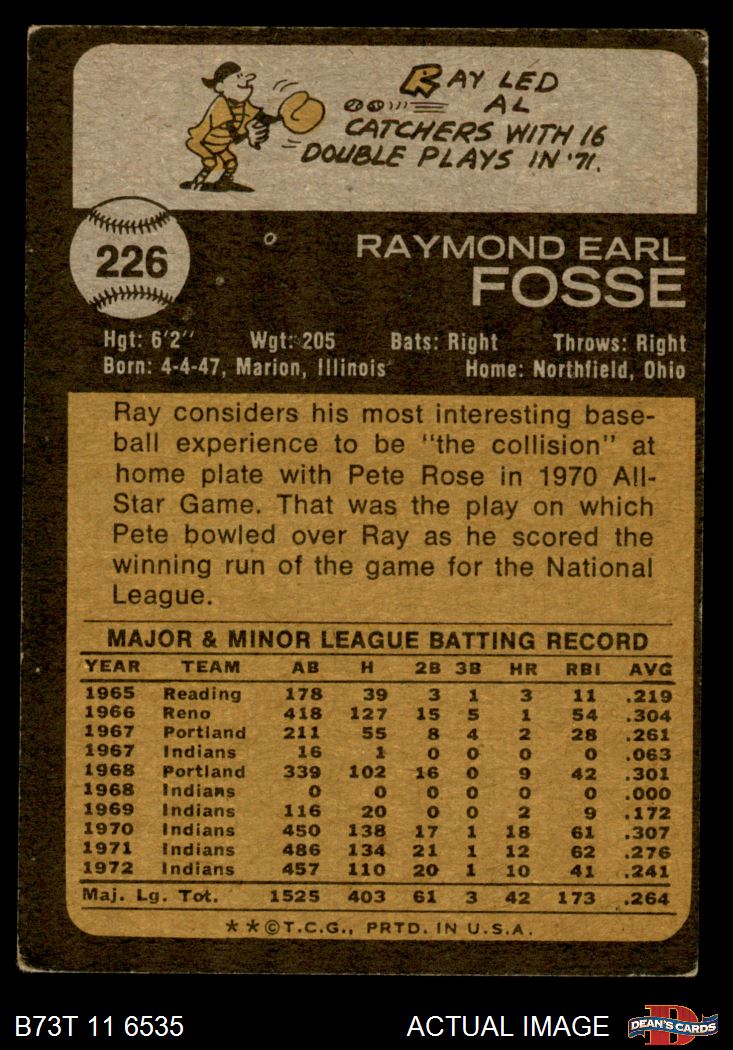 RAY LED
AL
CATCHERS WITH 16
DOUBLE PLAYS IN '71.
226
RAYMOND EARL
FOSSE
Hgt: 6'2" Wgt: 205 Bats: Right Throws: Right
Born: 4-4-47, Marion, Illinois Home: Northfield, Ohio
Ray considers his most interesting base-
ball experience to be "the collision" at
home plate with Pete Rose in 1970 All-
Star Game. That was the play on which
Pete bowled over Ray as he scored the
winning run of the game for the National
League.
MAJOR & MINOR LEAGUE BATTING RECORD
YEAR TEAM AB H 2B 3B HR RBI AVG
1965 Reading 178 39 3 1 3 11 .219
1966 Reno 418 127 15 5 1 54 .304
1967 Portland 211 55 8 4 2 28 .261
1967 Indians 16 1 0 0 0 0 .063
1968 Portland 339 102 16 0 9 42 .301
1968 Indians 0 0 0 0 0 0 .000
1969 Indians 116 20 0 0 2 9 .172
1970 Indians 450 138 17 1 18 61 .307
1971 Indians 486 134 21 1 12 62 .276
1972 Indians 457 110 20 1 10 41 .241
Maj. Lg. Tot. 1525 403 61 3 42 173 .264
**©T.C.G., PRTD. IN U.S.A.
B73T 11 6535 ACTUAL IMAGE D DEAN'S CARDS